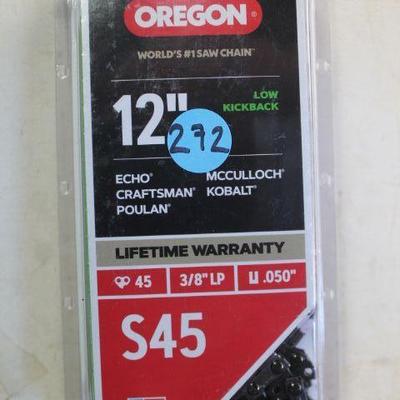 OREGON®
WORLD'S #1 SAW CHAIN™
12"
LOW
KICKBACK
272
ECHO® MCCULLOCH®
CRAFTSMAN® KOBALT®
POULAN®
LIFETIME WARRANTY
45 3/8" LP .050"
S45